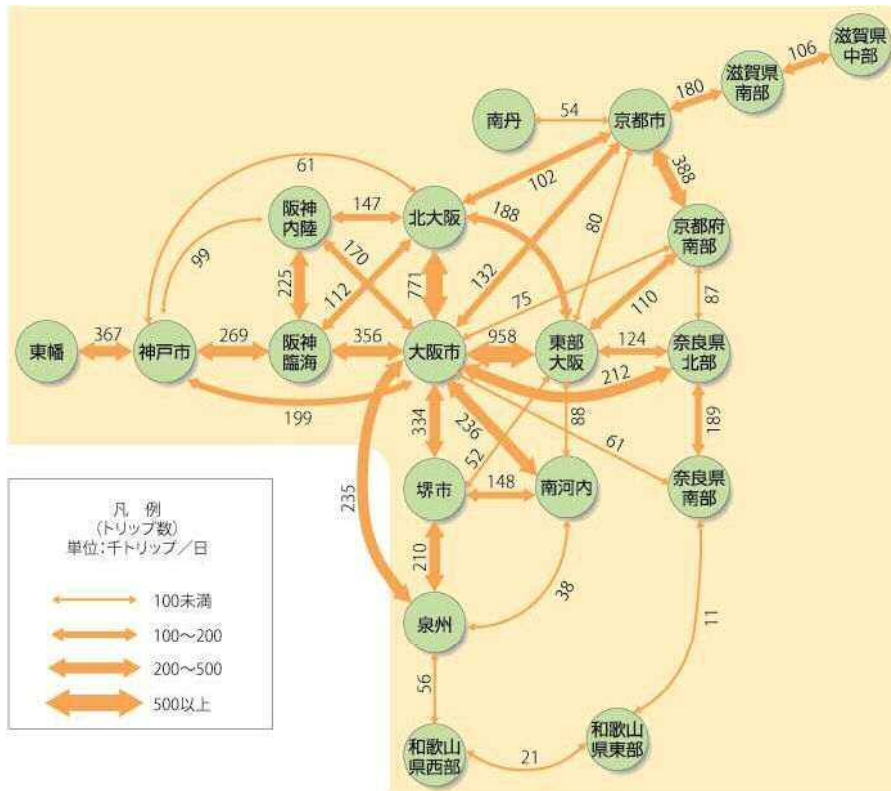 滋賀県
中部
106
滋賀県
南部
180
南丹
54
京都市
61
102
388
阪神
内陸
147
北大阪
188
80
京都府
南部
99
170
225
112
771
132
75
110
87
東幡
367
神戸市
269
阪神
臨海
356
大阪市
958
東部
大阪
124
奈良県
北部
212
199
334
236
52
88
61
189
235
堺市
148
南河内
奈良県
南部
210
38
11
泉州
56
和歌山
県西部
21
和歌山
県東部
凡 例
(トリップ数)
単位:千トリップ/日
100未満
100~200
200~500
500以上